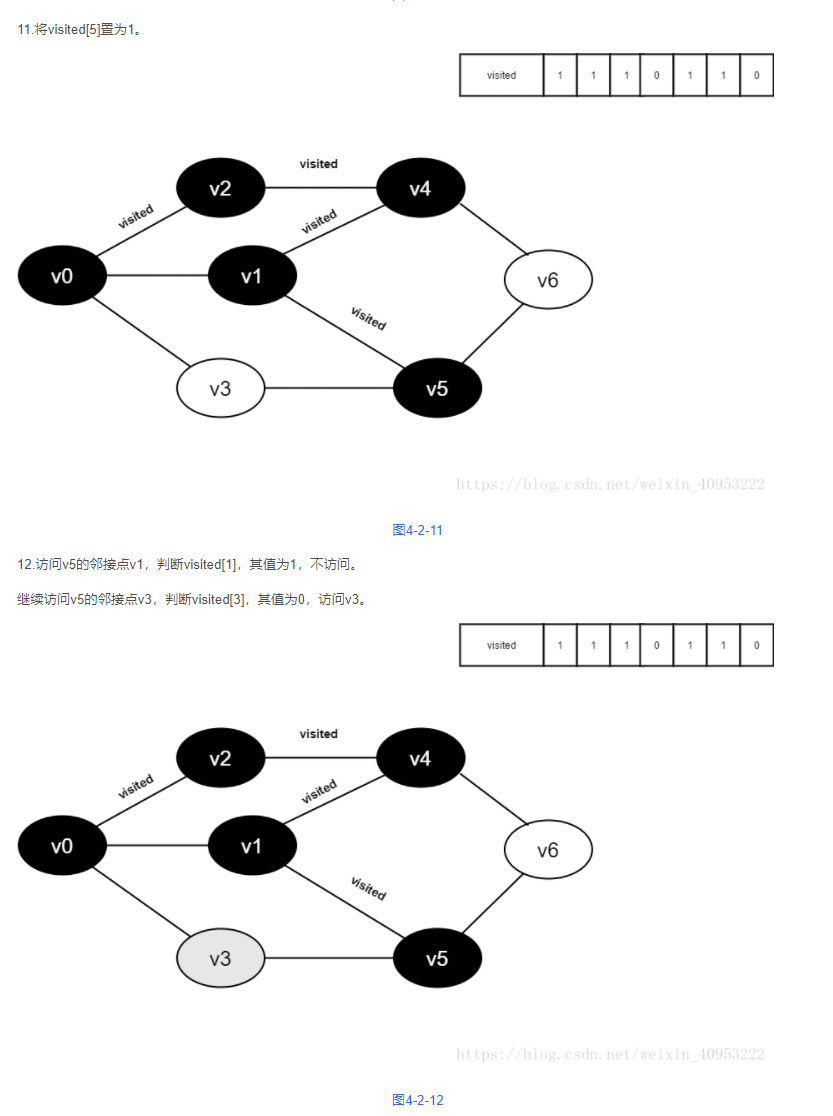 11.将visited[5]置为1。
visited 1 1 1 0 1 1 0
visited
v2
v4
visited
visited
v0
v1
v6
visited
v3
v5
https://blog.csdn.net/weixin_40953222
图4-2-11
12.访问v5的邻接点v1，判断visited[1]，其值为1，不访问。
继续访问v5的邻接点v3，判断visited[3]，其值为0，访问v3。
visited 1 1 1 0 1 1 0
visited
v2
v4
visited
visited
v0
v1
v6
visited
v3
v5
https://blog.csdn.net/weixin_40953222
图4-2-12